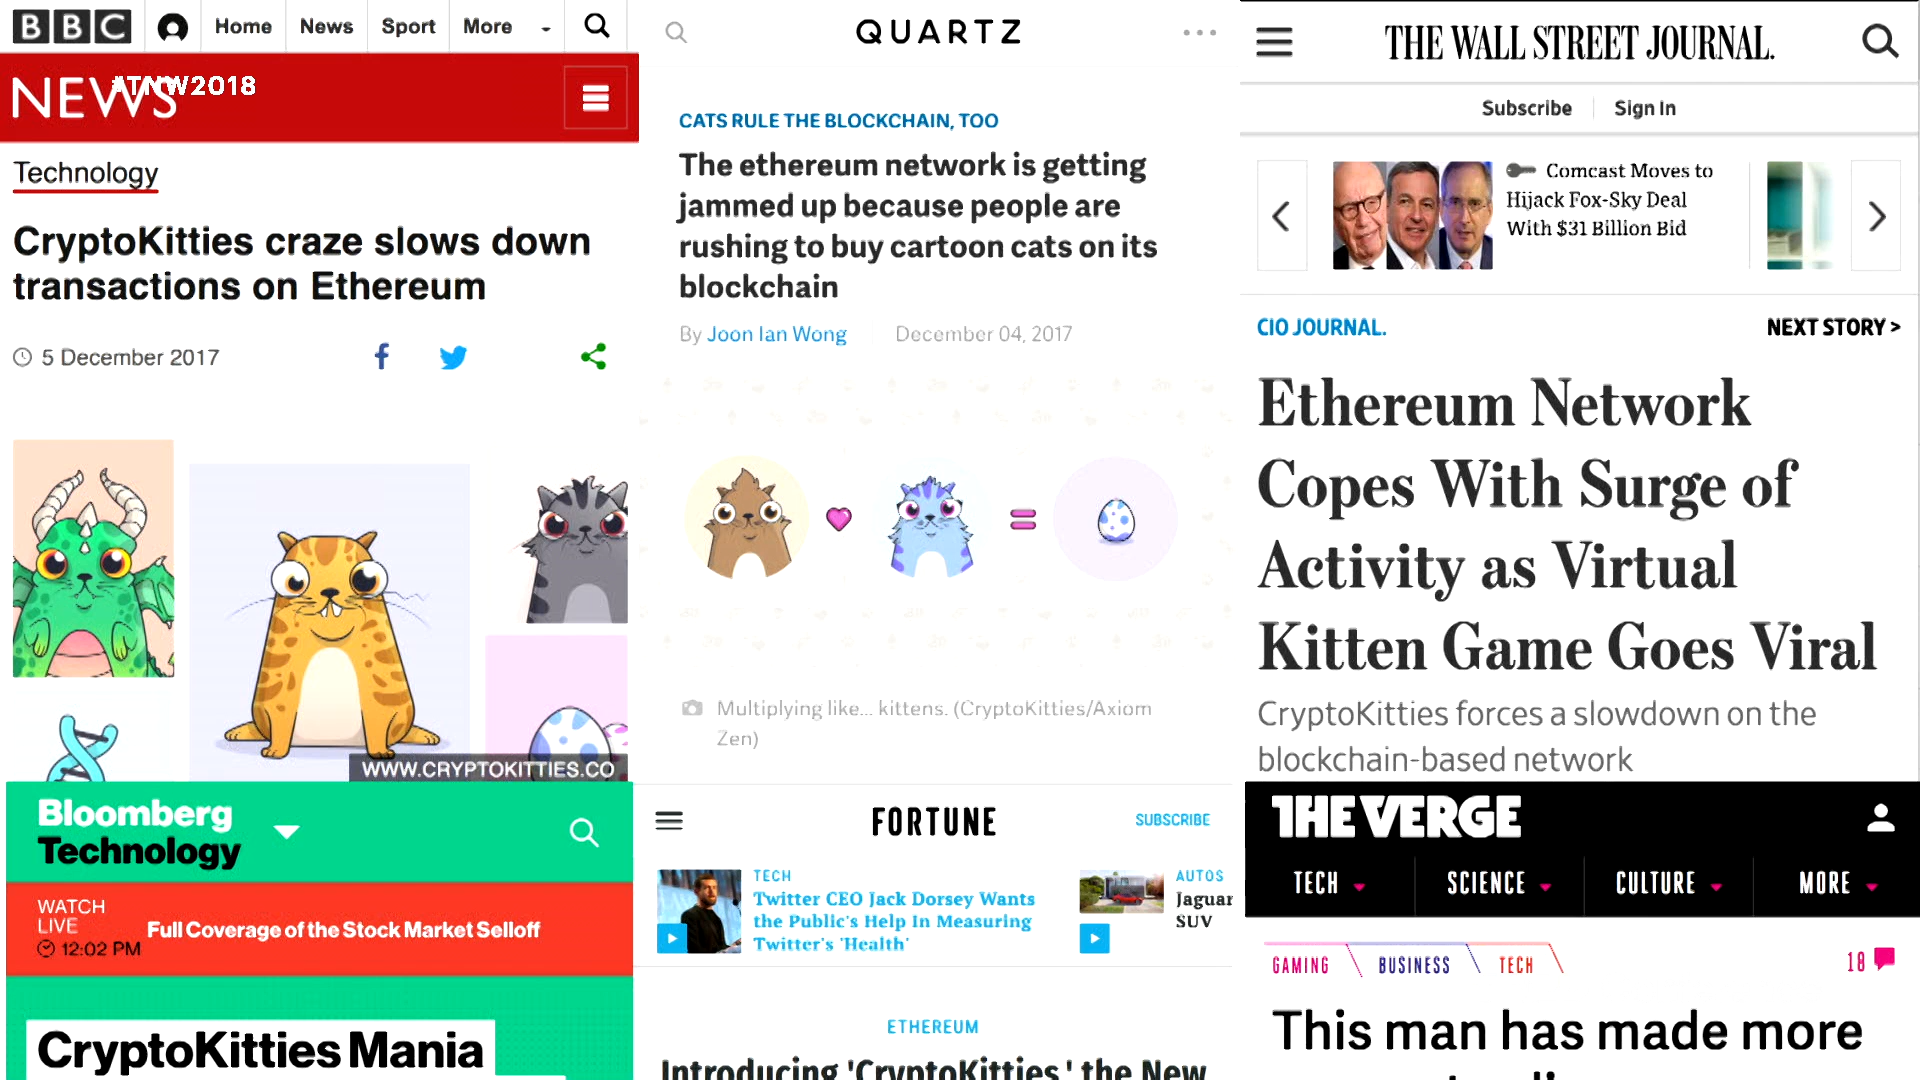 BBC
Home
News
Sport
More
NEWS
#TNW2018
Technology
CryptoKitties craze slows down
transactions on Ethereum
5 December 2017
WWW.CRYPTOKITTIES.CO
QUARTZ
CATS RULE THE BLOCKCHAIN, TOO
The ethereum network is getting
jammed up because people are
rushing to buy cartoon cats on its
blockchain
By Joon Ian Wong
December 04, 2017
Multiplying like... kittens. (CryptoKitties/Axiom
Zen)
THE WALL STREET JOURNAL.
Subscribe
Sign In
Comcast Moves to
Hijack Fox-Sky Deal
With $31 Billion Bid
CIO JOURNAL.
NEXT STORY >
Ethereum Network
Copes With Surge of
Activity as Virtual
Kitten Game Goes Viral
CryptoKitties forces a slowdown on the
blockchain-based network
Bloomberg
Technology
WATCH
LIVE
12:02 PM
Full Coverage of the Stock Market Selloff
CryptoKitties Mania
FORTUNE
SUBSCRIBE
TECH
Twitter CEO Jack Dorsey Wants
the Public's Help In Measuring
Twitter's 'Health'
AUTOS
Jaguar
SUV
ETHEREUM
Introducing 'CryptoKitties,' the New
THE VERGE
TECH
SCIENCE
CULTURE
MORE
GAMING
BUSINESS
TECH
18
This man has made more